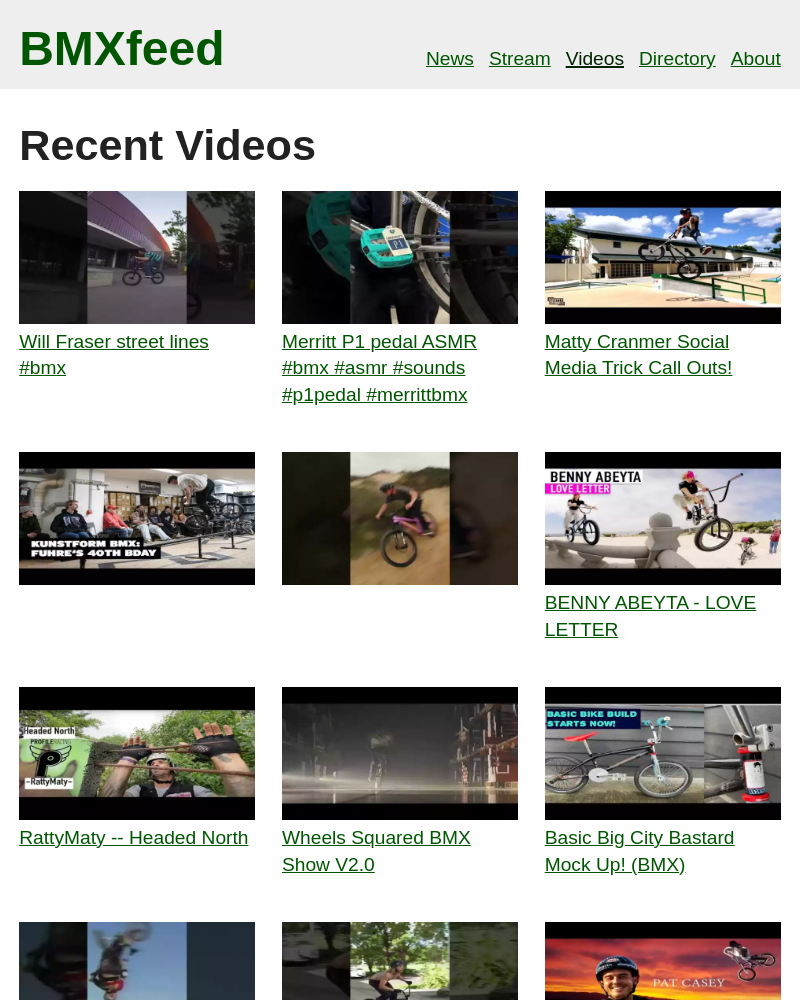 BMXfeed
News Stream Videos Directory About
Recent Videos
P1
Will Fraser street lines
#bmx
Merritt P1 pedal ASMR
#bmx #asmr #sounds
#p1pedal #merrittbmx
Matty Cranmer Social
Media Trick Call Outs!
KUNSTFORM BMX:
FUHRE'S 40TH BDAY
BENNY ABEYTA
LOVE LETTER
BENNY ABEYTA - LOVE
LETTER
Headed North
PROFILE RACING
P
~RattyMaty~
BASIC BIKE BUILD
STARTS NOW!
RattyMaty -- Headed North
Wheels Squared BMX
Show V2.0
Basic Big City Bastard
Mock Up! (BMX)
PAT CASEY